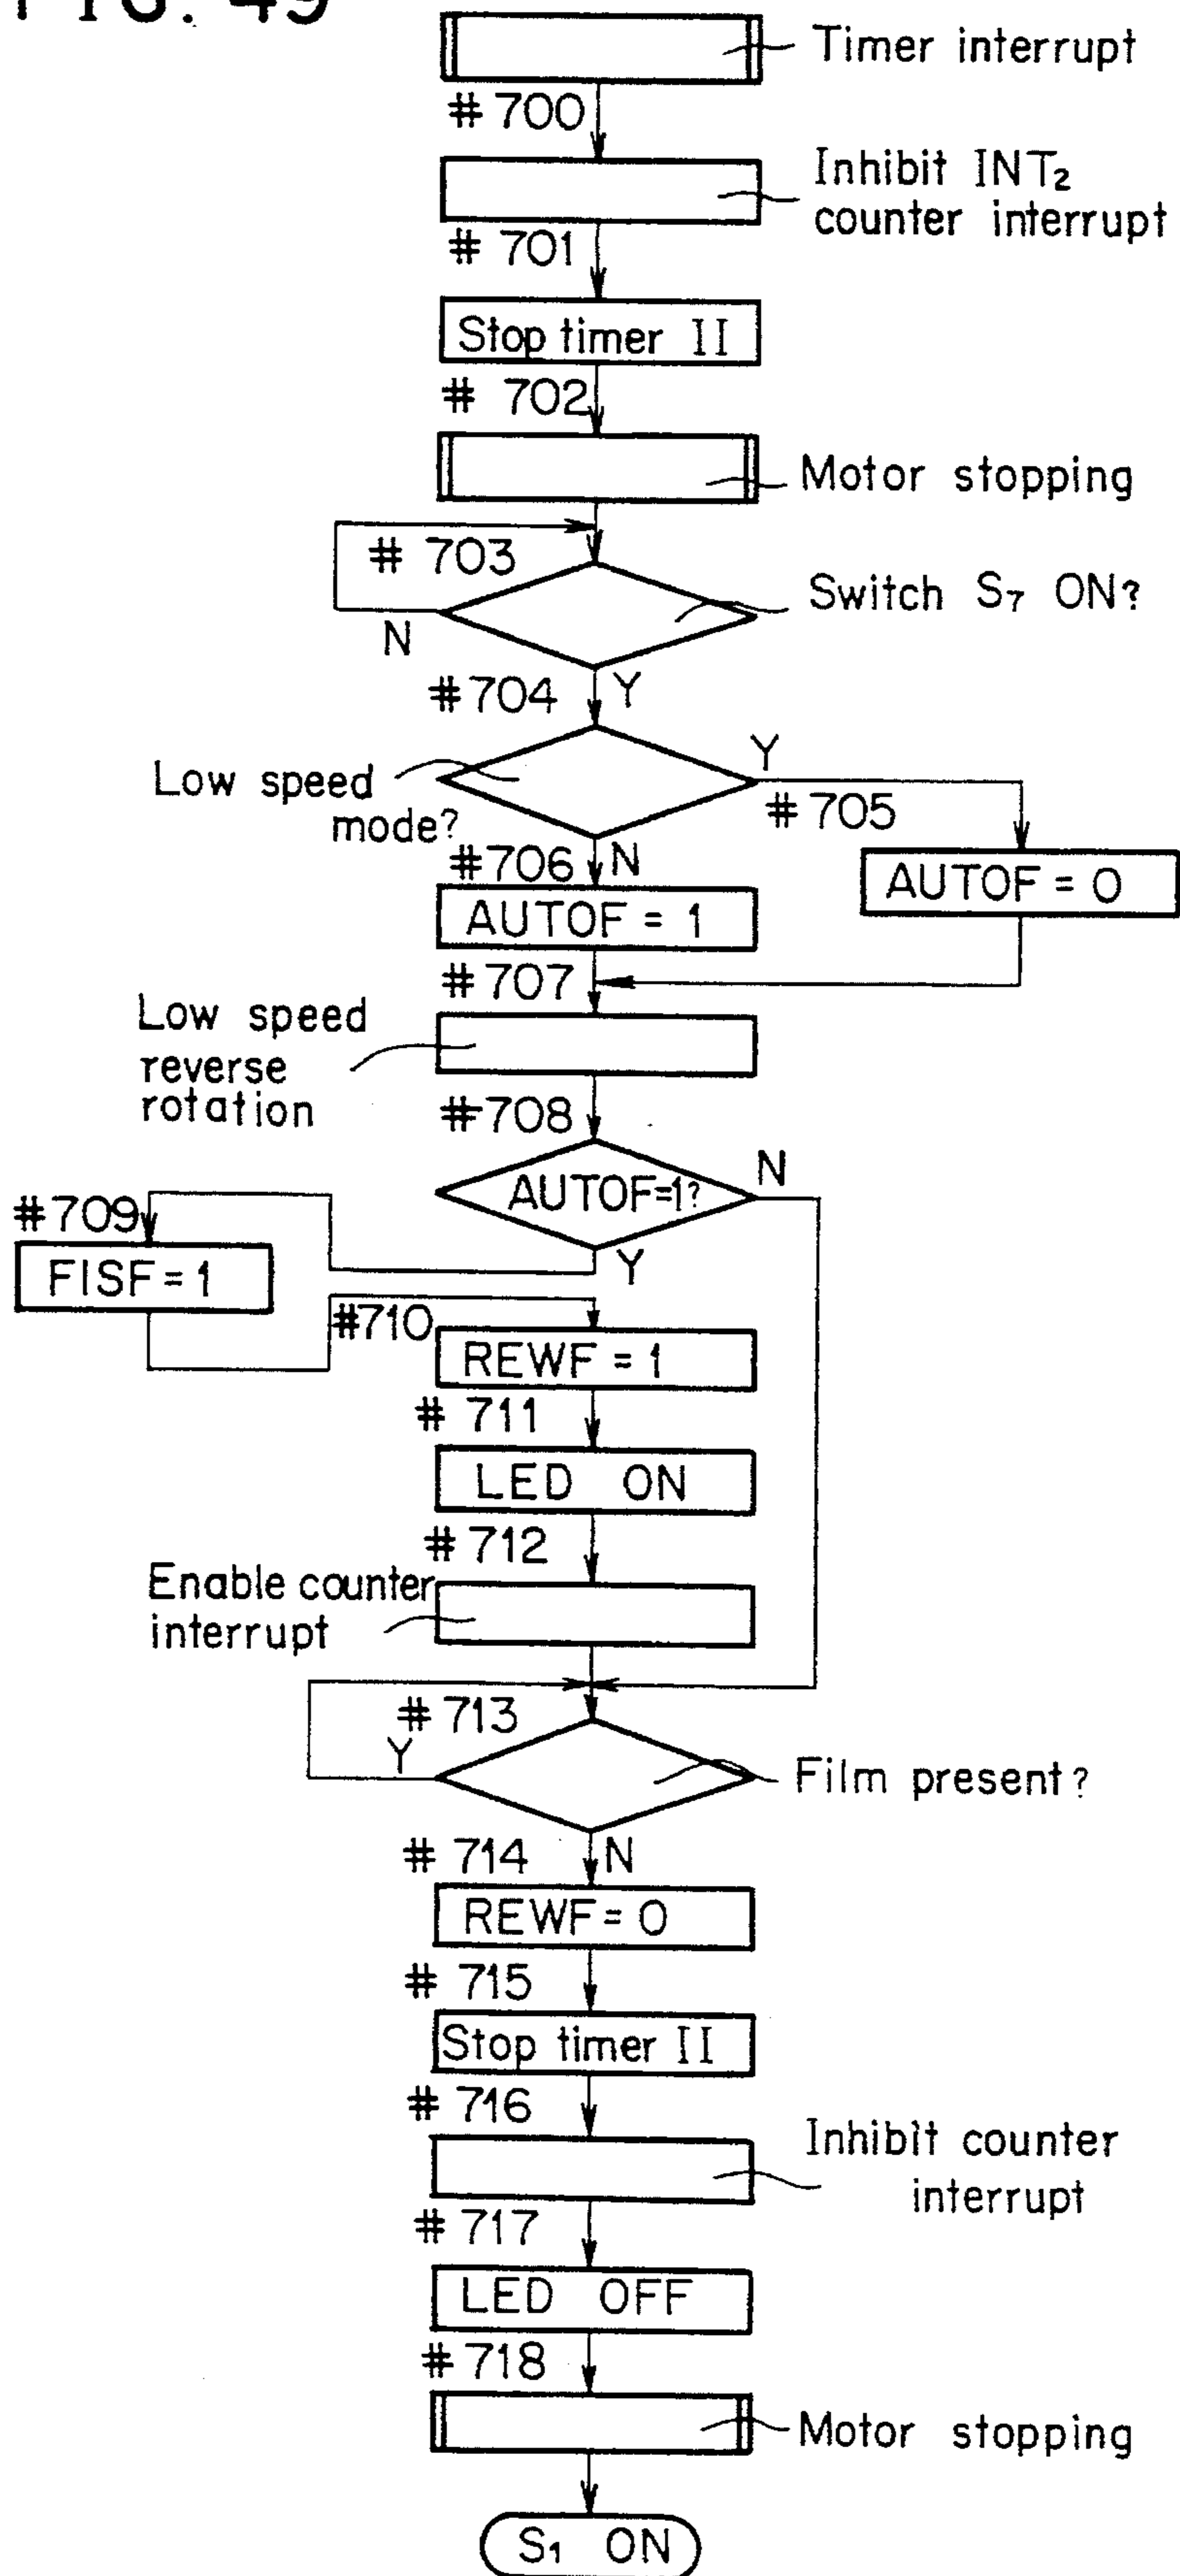 FIG. 49
Timer interrupt
# 700
Inhibit INT₂
counter interrupt
# 701
Stop timer II
# 702
Motor stopping
# 703
Switch S₇ ON?
N
#704
Y
Low speed
mode?
Y
# 705
#706
N
AUTOF = 0
AUTOF = 1
# 707
Low speed
reverse
rotation
#708
AUTOF=1?
N
#709
Y
FISF = 1
#710
REWF = 1
# 711
LED ON
# 712
Enable counter
interrupt
# 713
Y
Film present?
# 714
N
REWF = 0
# 715
Stop timer II
# 716
Inhibit counter
interrupt
# 717
LED OFF
# 718
Motor stopping
S₁ ON